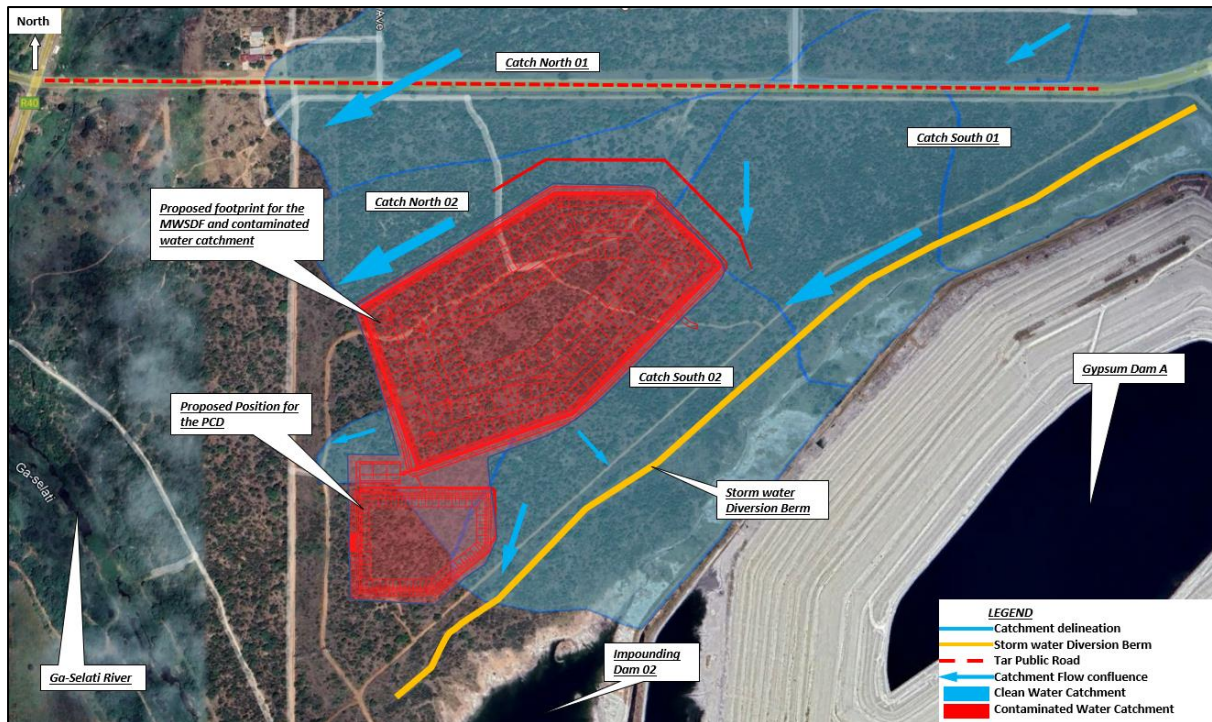 North
Ave
Catch North 01
R40
Catch South 01
Proposed footprint for the
MWSDF and contaminated
water catchment
Catch North 02
Catch South 02
Gypsum Dam A
Proposed Position for
the PCD
Ga-selati
Storm water
Diversion Berm
Ga-Selati River
Impounding
Dam 02
LEGEND
Catchment delineation
Storm water Diversion Berm
Tar Public Road
Catchment Flow confluence
Clean Water Catchment
Contaminated Water Catchment